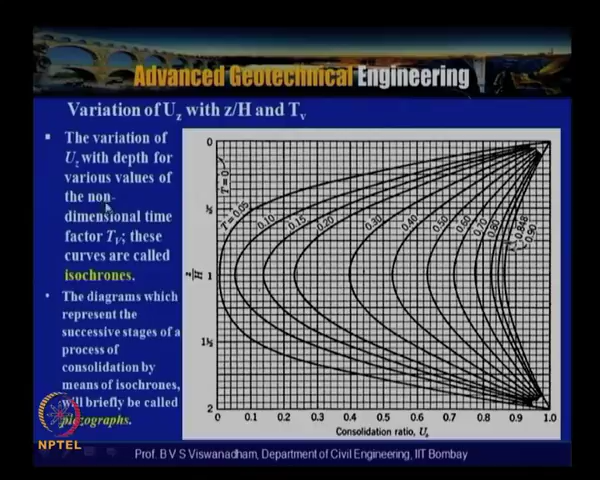 Advanced Geotechnical Engineering
Variation of Uz with z/H and Tv
The variation of
Uz with depth for
various values of
the non-
dimensional time
factor TV; these
curves are called
isochrones.
The diagrams which
represent the
successive stages of a
process of
consolidation by
means of isochrones,
will briefly be called
piezographs.
0
½
z/H
1
1½
2
T = 0
T = 0.05
0.10
0.15
0.20
0.30
0.40
0.50
0.60
0.70
0.80
0.848
0.90
0 0.1 0.2 0.3 0.4 0.5 0.6 0.7 0.8 0.9 1.0
Consolidation ratio, Uz
NPTEL
Prof. B V S Viswanadham, Department of Civil Engineering, IIT Bombay